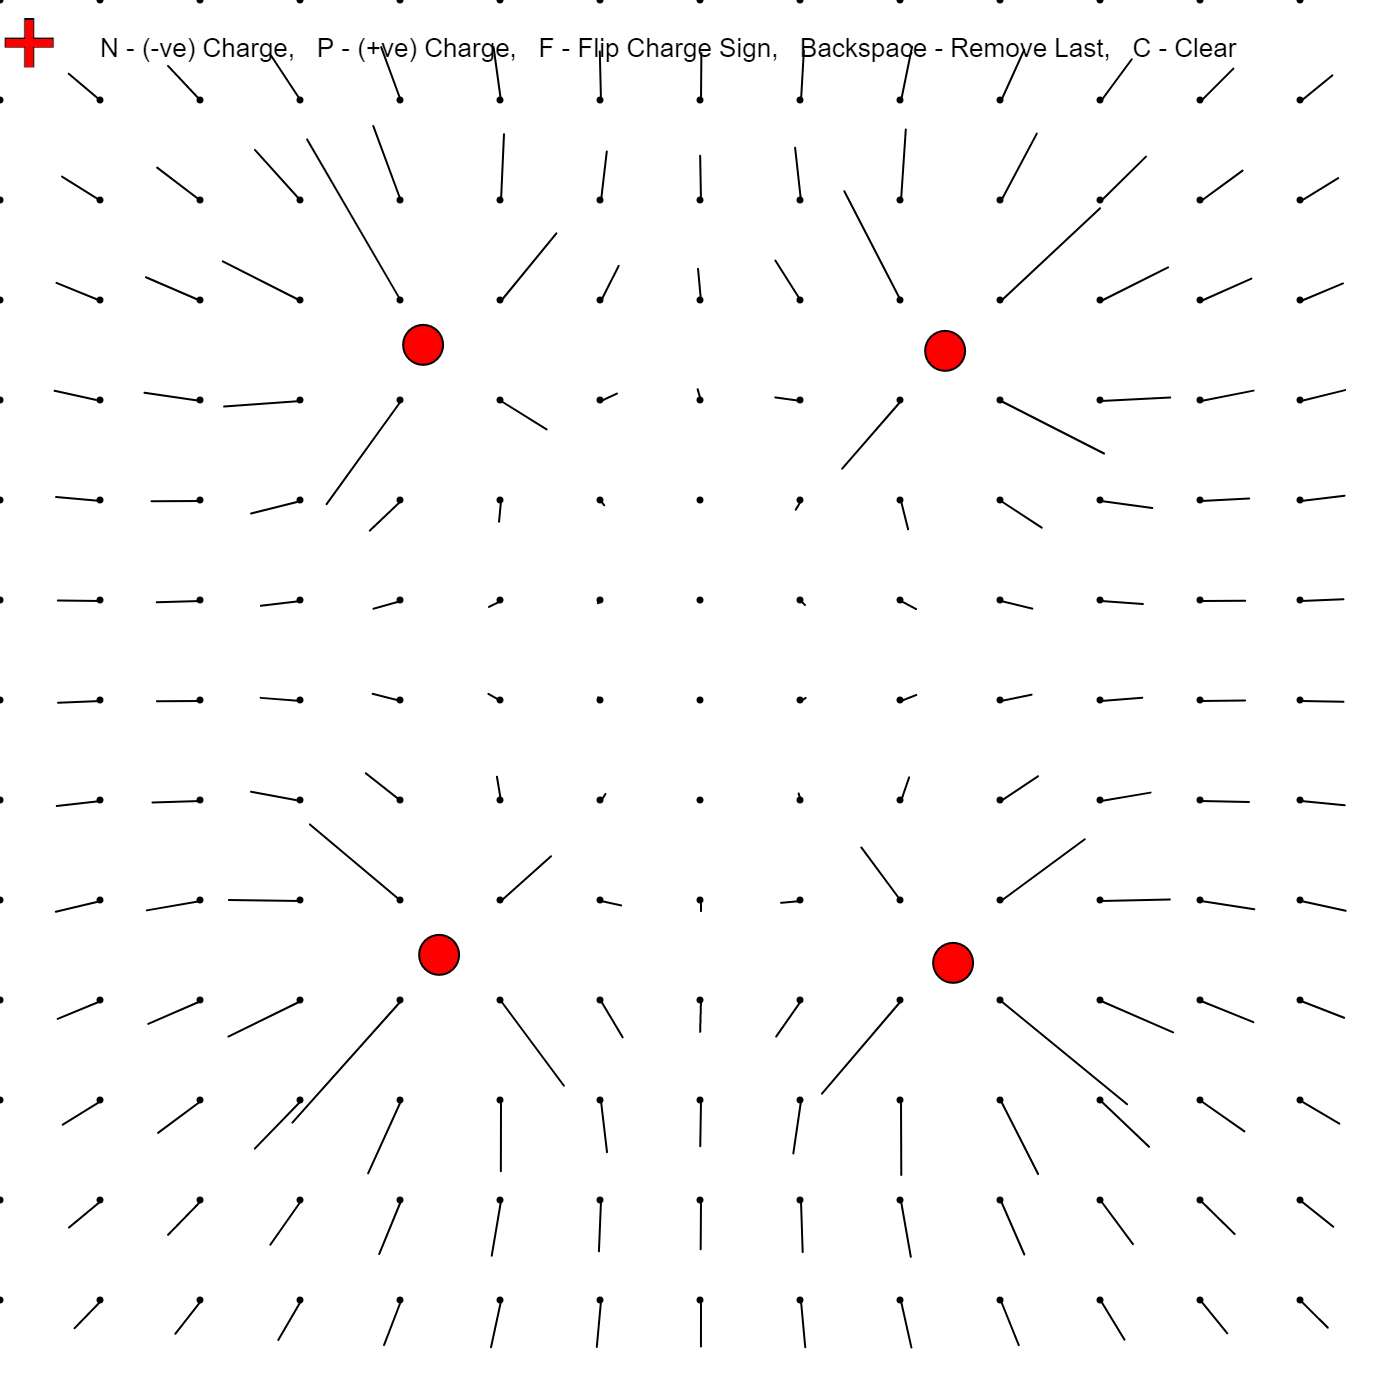 N - (-ve) Charge,   P - (+ve) Charge,   F - Flip Charge Sign,   Backspace - Remove Last,   C - Clear